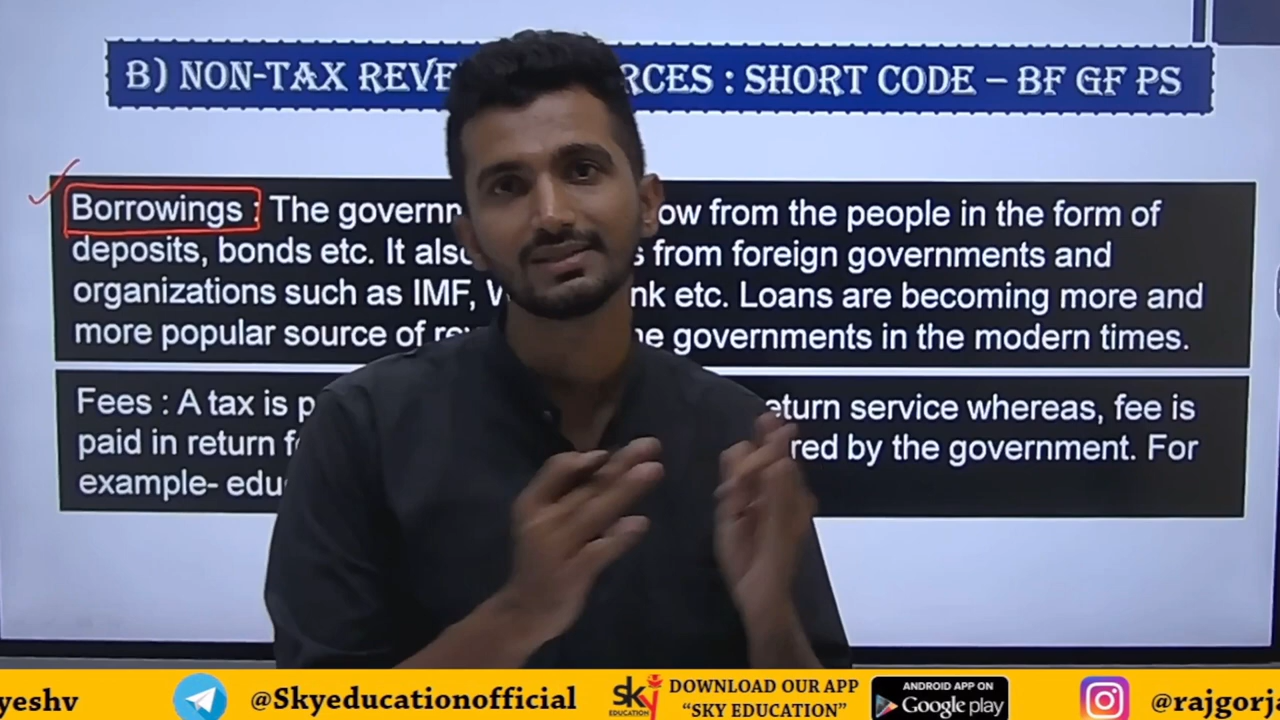 B) NON-TAX REVE RCES : SHORT CODE – BF GF PS
Borrowings : The governn ow from the people in the form of
deposits, bonds etc. It also s from foreign governments and
organizations such as IMF, W nk etc. Loans are becoming more and
more popular source of re he governments in the modern times.
Fees : A tax is p eturn service whereas, fee is
paid in return f red by the government. For
example- edu
yeshv
@Skyeducationofficial
sky
EDUCATION
DOWNLOAD OUR APP
“SKY EDUCATION”
ANDROID APP ON
Google play
@rajgorja